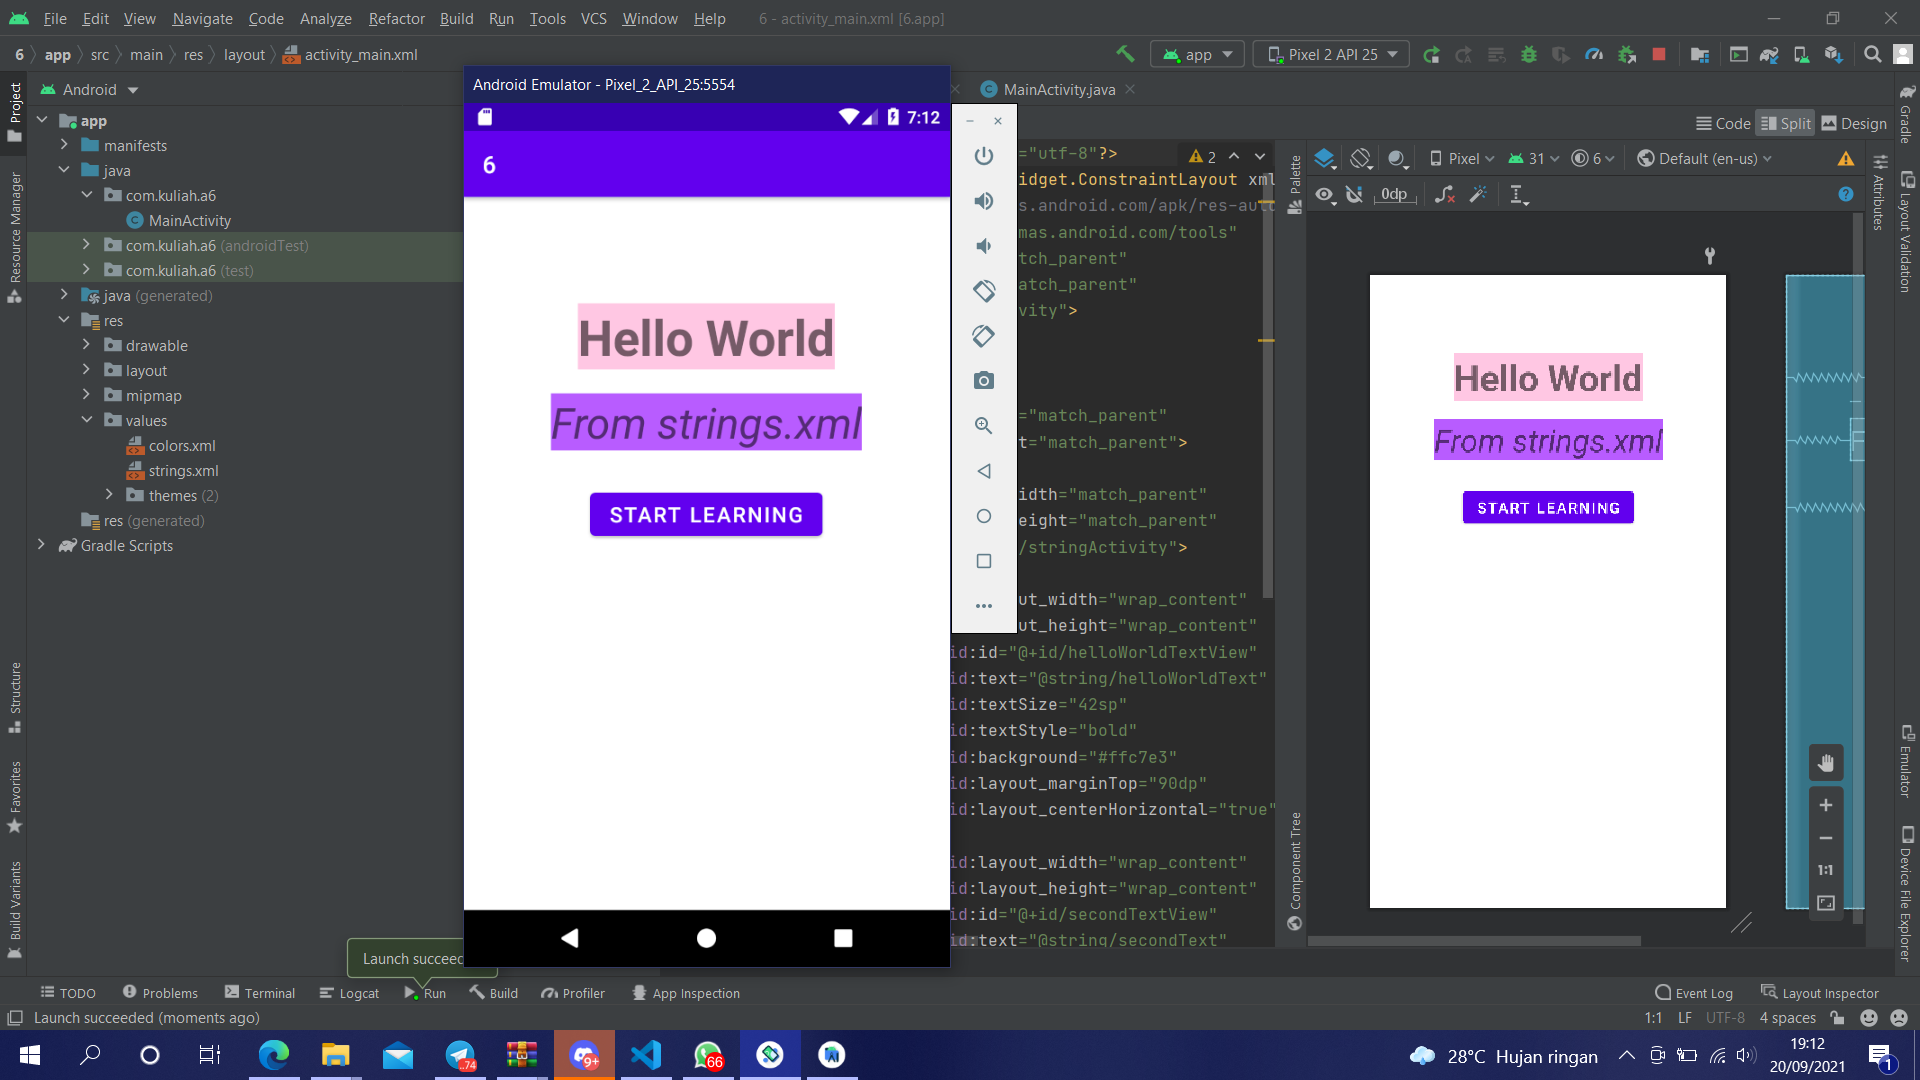 File Edit View Navigate Code Analyze Refactor Build Run Tools VCS Window Help 6 - activity_main.xml [6.app]
6 app src main res layout activity_main.xml
app Pixel 2 API 25
Project
Resource Manager
Structure
Favorites
Build Variants
Android
app
manifests
java
com.kuliah.a6
MainActivity
com.kuliah.a6 (androidTest)
com.kuliah.a6 (test)
java (generated)
res
drawable
layout
mipmap
values
colors.xml
strings.xml
themes (2)
res (generated)
Gradle Scripts
Android Emulator - Pixel_2_API_25:5554
7:12
6
Hello World
From strings.xml
START LEARNING
MainActivity.java
Code Split Design
="utf-8"?>
2
idget.ConstraintLayout xml
s.android.com/apk/res-aut
mas.android.com/tools"
tch_parent"
atch_parent"
ivity">
="match_parent"
t="match_parent">
idth="match_parent"
eight="match_parent"
/stringActivity">
ut_width="wrap_content"
ut_height="wrap_content"
id:id="@+id/helloWorldTextView"
id:text="@string/helloWorldText"
id:textSize="42sp"
id:textStyle="bold"
id:background="#ffc7e3"
id:layout_marginTop="90dp"
id:layout_centerHorizontal="true"
id:layout_width="wrap_content"
id:layout_height="wrap_content"
id:id="@+id/secondTextView"
id:text="@string/secondText"
Palette
Component Tree
Pixel 31 6 Default (en-us)
0dp
Hello World
From strings.xml
START LEARNING
F
1:1
Attributes
Gradle
Layout Validation
Emulator
Device File Explorer
Launch succeed
TODO Problems Terminal Logcat Run Build Profiler App Inspection Event Log Layout Inspector
Launch succeeded (moments ago) 1:1 LF UTF-8 4 spaces
..74
9+
66
28°C Hujan ringan
19:12
20/09/2021
1